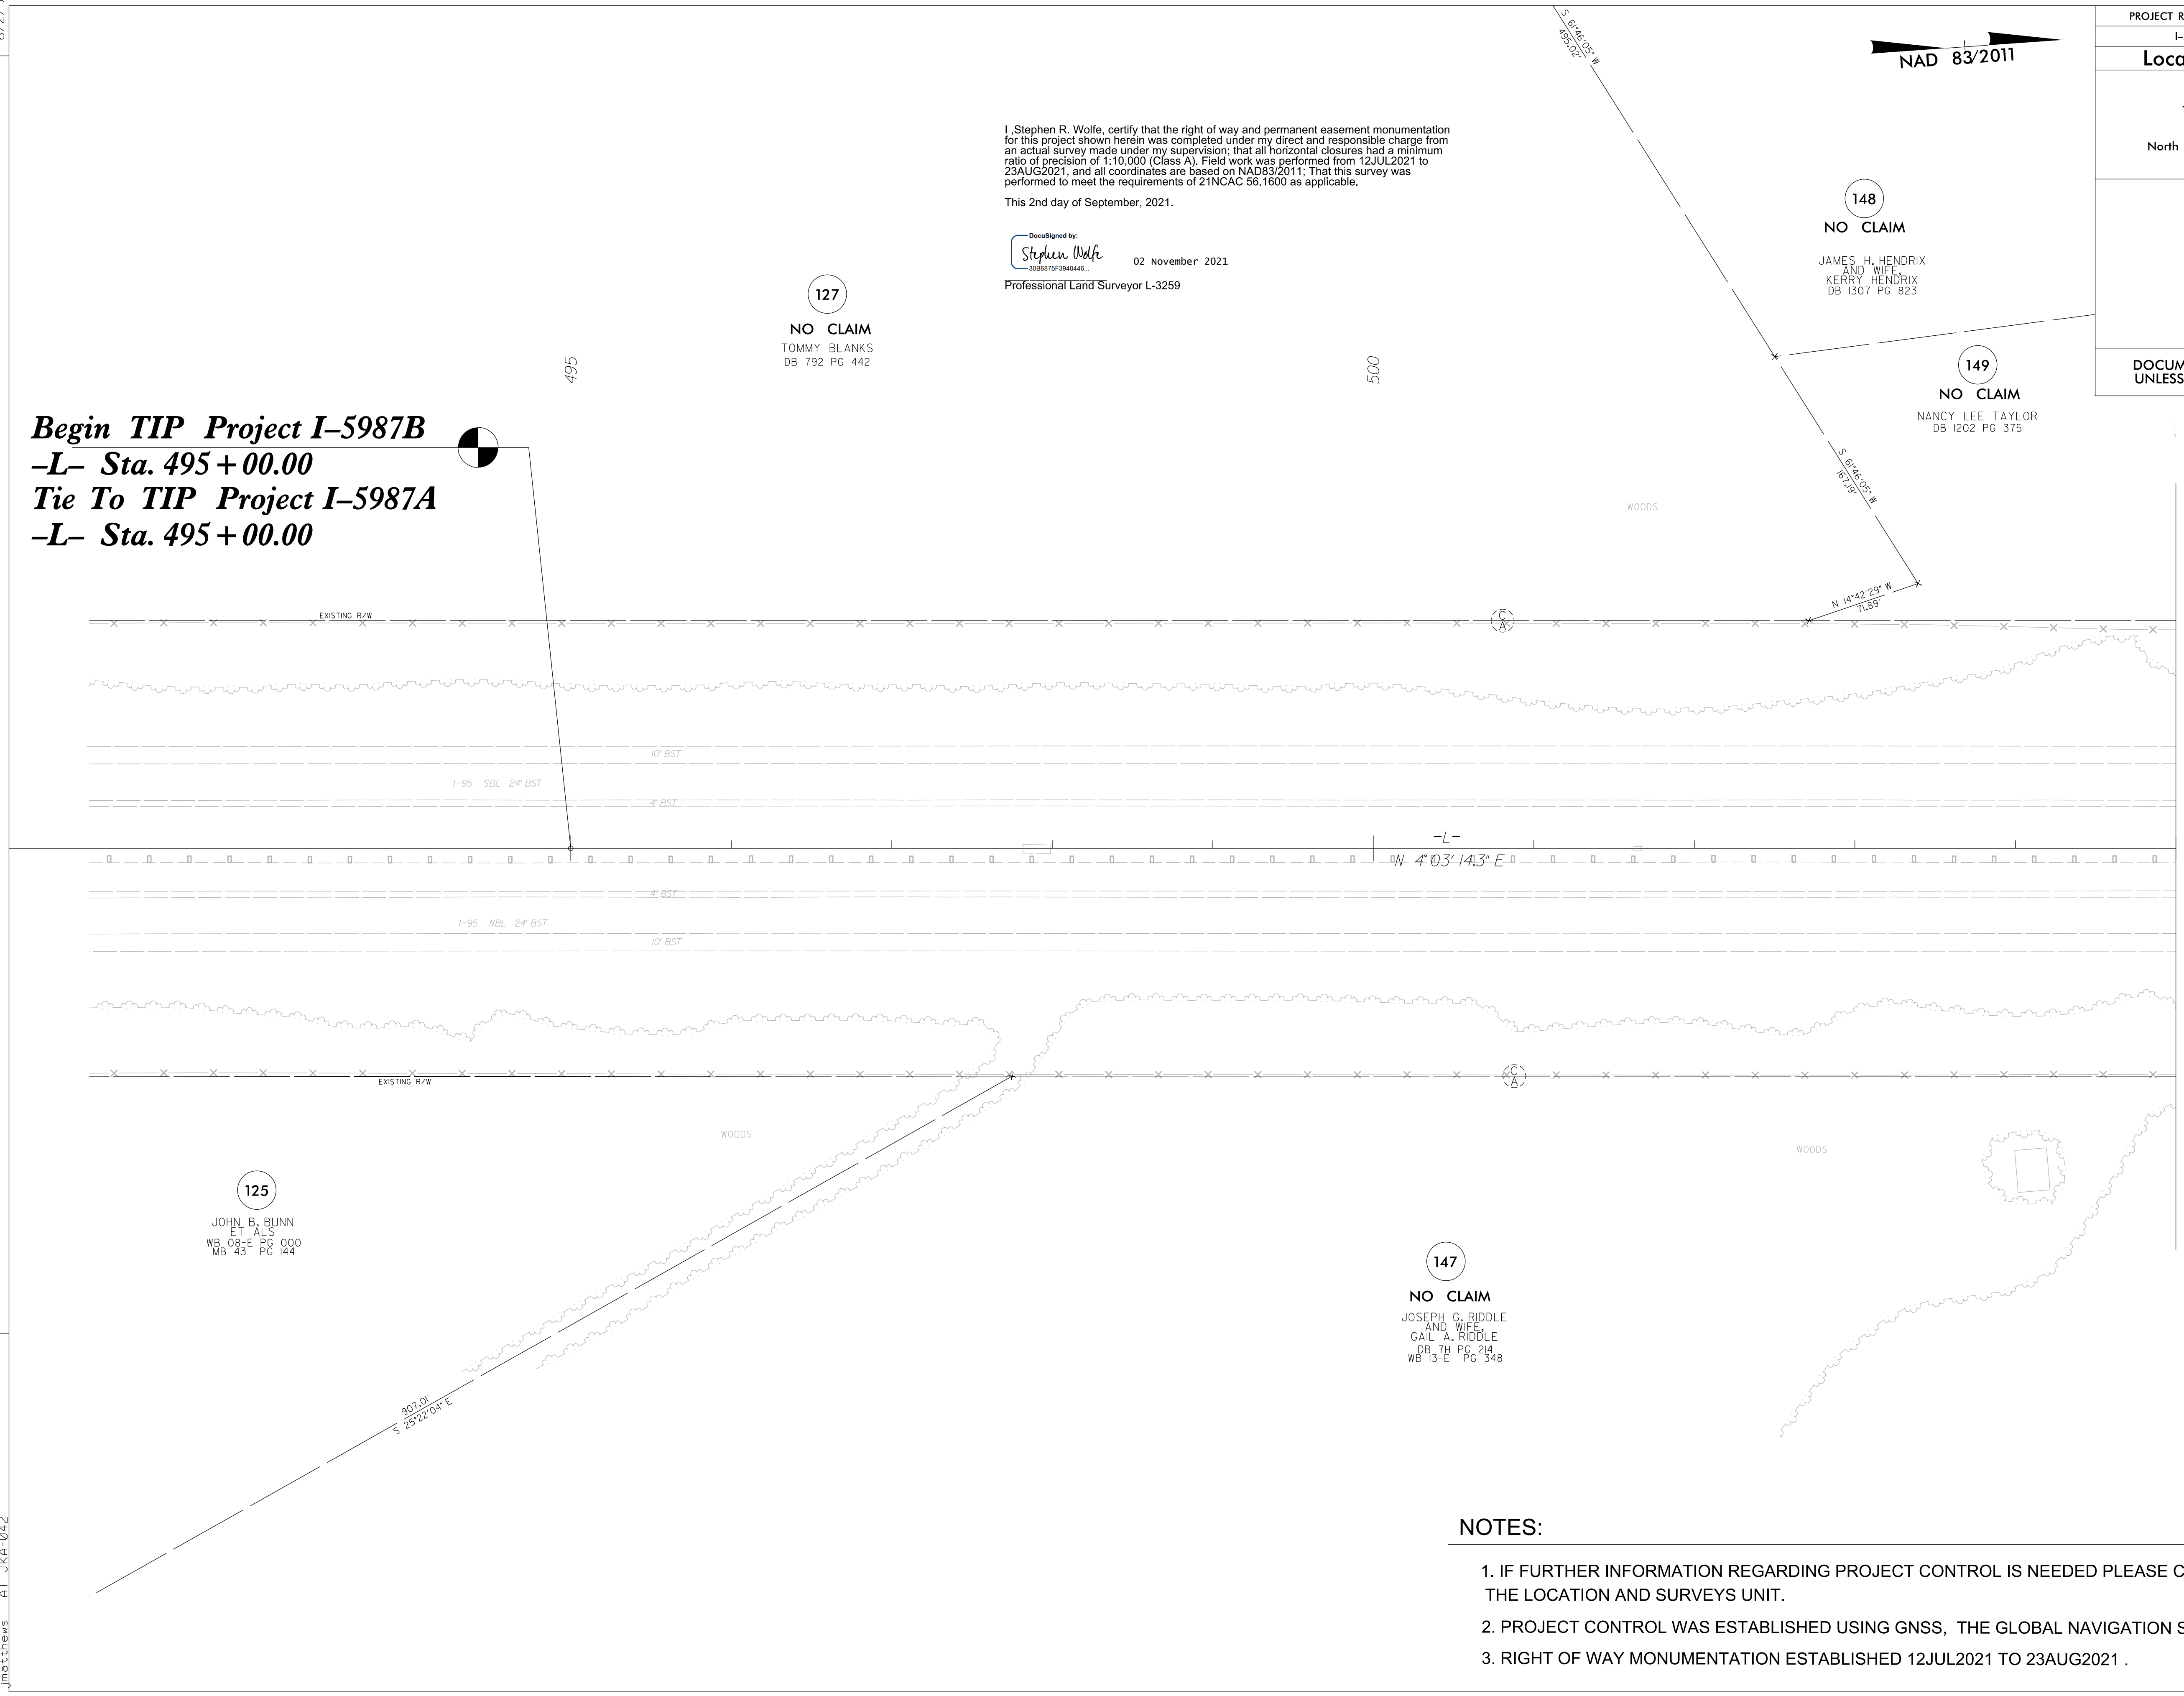 S 61°46'05" W
495.02'
NAD 83/2011
PROJECT R
I-
Loca
North
DOCUM
UNLESS
I ,Stephen R. Wolfe, certify that the right of way and permanent easement monumentation
for this project shown herein was completed under my direct and responsible charge from
an actual survey made under my supervision; that all horizontal closures had a minimum
ratio of precision of 1:10,000 (Class A). Field work was performed from 12JUL2021 to
23AUG2021, and all coordinates are based on NAD83/2011; That this survey was
performed to meet the requirements of 21NCAC 56.1600 as applicable.
This 2nd day of September, 2021.
DocuSigned by:
Stephen Wolfe
30B6875F3940446...
02 November 2021
Professional Land Surveyor L-3259
148
NO CLAIM
JAMES H. HENDRIX
AND WIFE,
KERRY HENDRIX
DB 1307 PG 823
127
NO CLAIM
TOMMY BLANKS
DB 792 PG 442
495
500
149
NO CLAIM
NANCY LEE TAYLOR
DB 1202 PG 375
Begin TIP Project I–5987B
–L– Sta. 495+00.00
Tie To TIP Project I–5987A
–L– Sta. 495+00.00
S 61°46'05" W
167.19'
WOODS
N 14°42'29" W
71.89'
EXISTING R/W
C
A
10' BST
I-95 SBL 24' BST
4' BST
-L-
N 4°03'14.3" E
4' BST
I-95 NBL 24' BST
10' BST
EXISTING R/W
C
A
WOODS
WOODS
125
JOHN B. BUNN
ET ALS
WB 08-E PG 000
MB 43 PG 144
147
NO CLAIM
JOSEPH G. RIDDLE
AND WIFE,
GAIL A. RIDDLE
DB 7H PG 214
WB 13-E PG 348
907.01'
S 25°22'04" E
NOTES:
1. IF FURTHER INFORMATION REGARDING PROJECT CONTROL IS NEEDED PLEASE C
THE LOCATION AND SURVEYS UNIT.
2. PROJECT CONTROL WAS ESTABLISHED USING GNSS, THE GLOBAL NAVIGATION S
3. RIGHT OF WAY MONUMENTATION ESTABLISHED 12JUL2021 TO 23AUG2021 .
jmatthews AT JKA-042